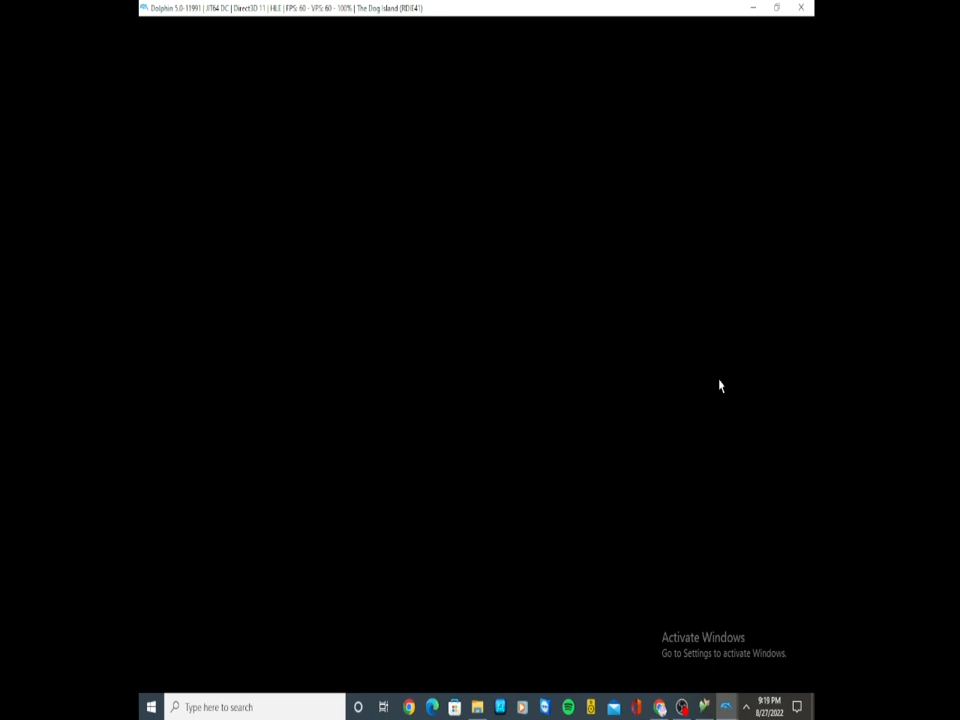 Dolphin 5.0-11991 | JIT64 DC | Direct3D 11 | HLE | FPS: 60 - VPS: 60 - 100% | The Dog Island (RDIE41)
Activate Windows
Go to Settings to activate Windows.
Type here to search
9:19 PM
8/27/2022